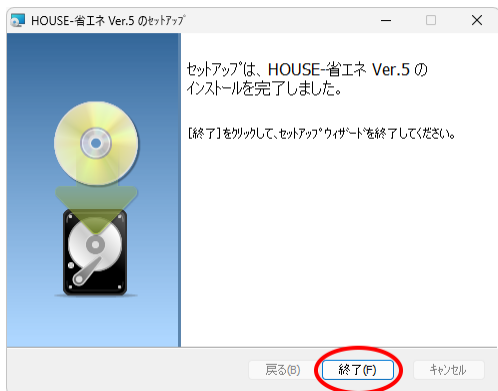 HOUSE-省エネ Ver.5 のｾｯﾄｱｯﾌﾟ
ｾｯﾄｱｯﾌﾟは、HOUSE-省エネ Ver.5 の
ｲﾝｽﾄｰﾙを完了しました。
[終了]をｸﾘｯｸして、ｾｯﾄｱｯﾌﾟｳｨｻﾞｰﾄﾞを終了してください。
戻る(B)
終了(F)
ｷｬﾝｾﾙ